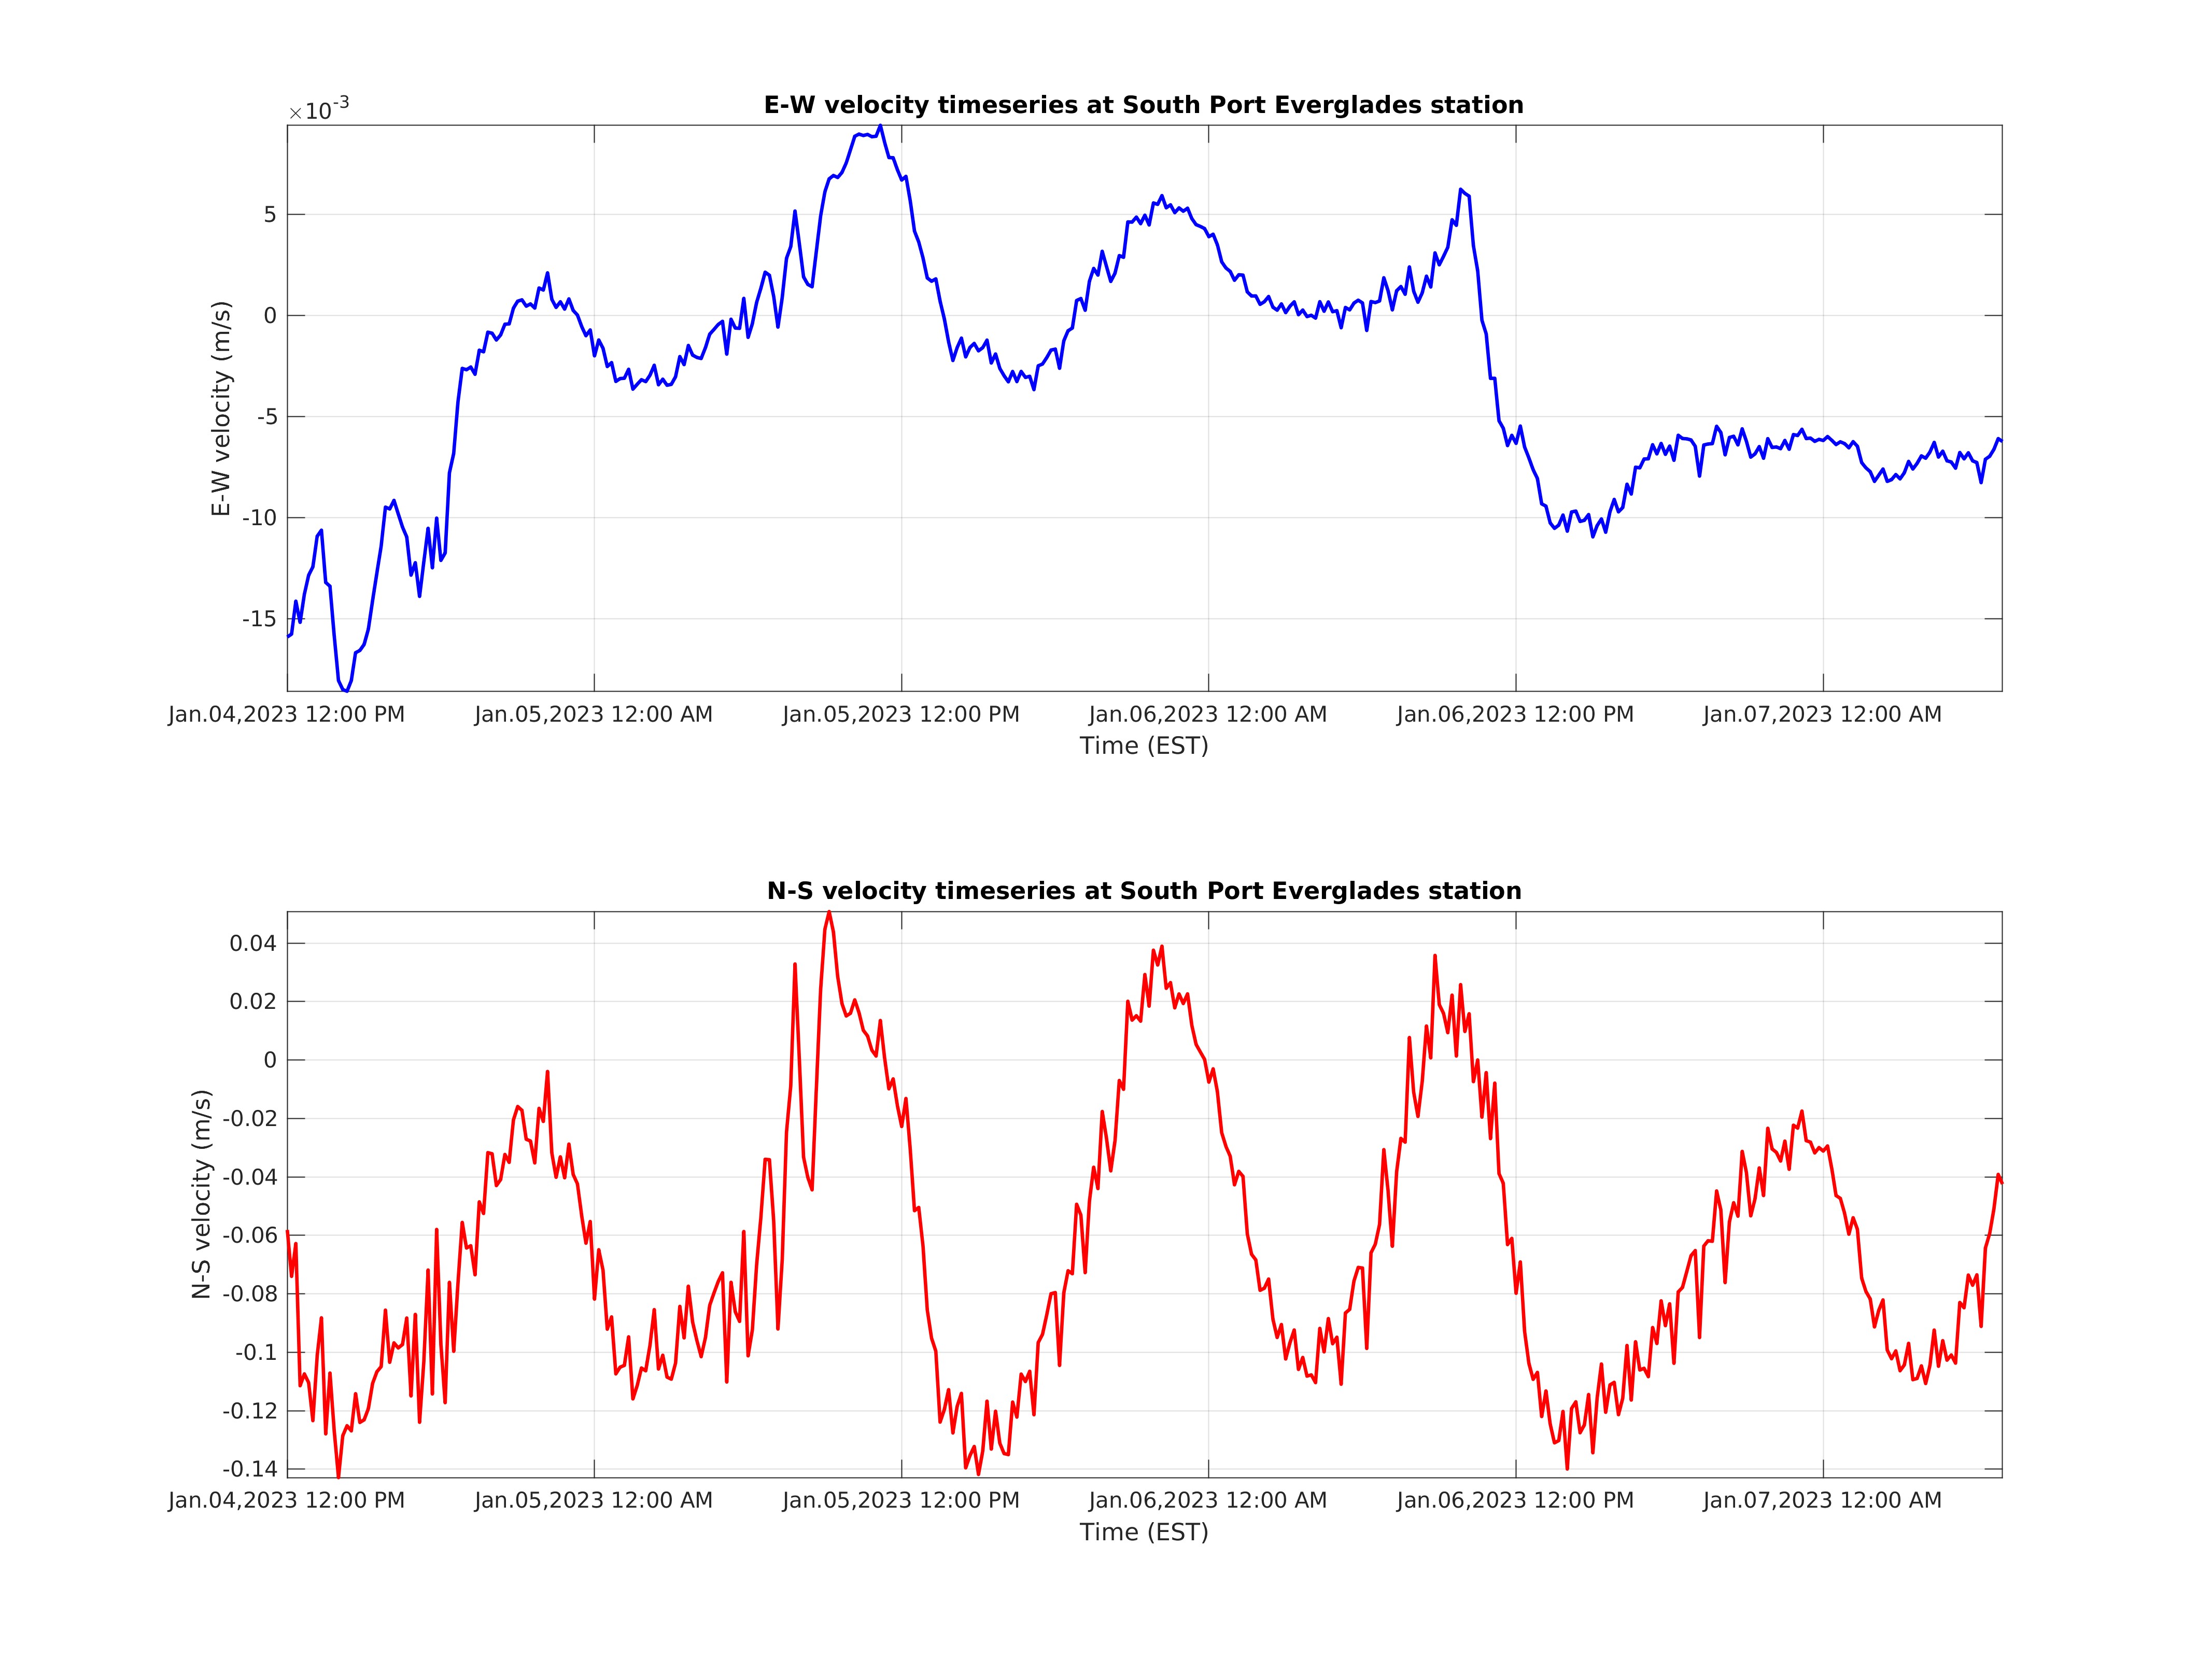 ×10-3
E-W velocity timeseries at South Port Everglades station
5
0
-5
-10
-15
E-W velocity (m/s)
Jan.04,2023 12:00 PM Jan.05,2023 12:00 AM Jan.05,2023 12:00 PM Jan.06,2023 12:00 AM Jan.06,2023 12:00 PM Jan.07,2023 12:00 AM
Time (EST)
N-S velocity timeseries at South Port Everglades station
0.04
0.02
0
-0.02
-0.04
-0.06
-0.08
-0.1
-0.12
-0.14
N-S velocity (m/s)
Jan.04,2023 12:00 PM Jan.05,2023 12:00 AM Jan.05,2023 12:00 PM Jan.06,2023 12:00 AM Jan.06,2023 12:00 PM Jan.07,2023 12:00 AM
Time (EST)